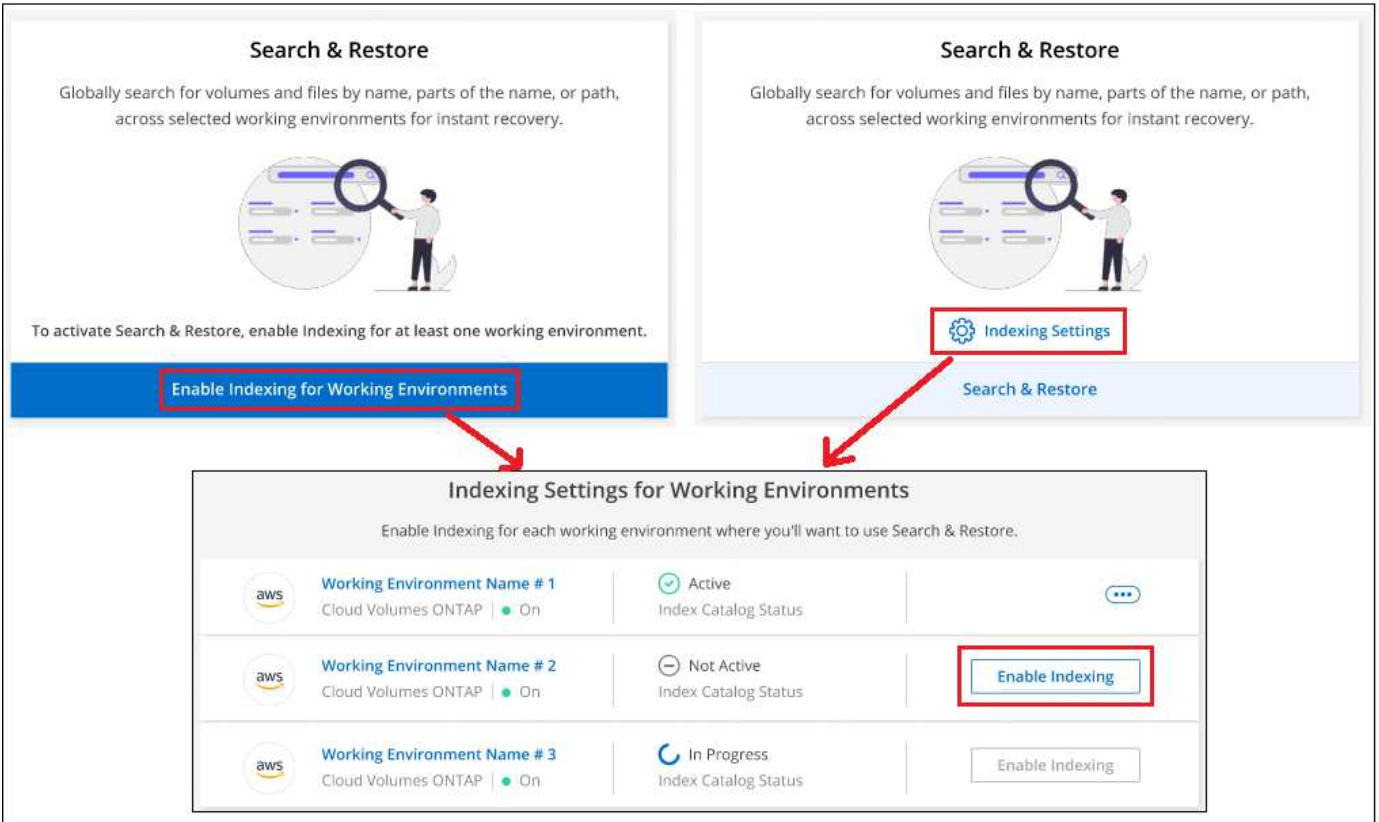 Search & Restore
Globally search for volumes and files by name, parts of the name, or path,
across selected working environments for instant recovery.
To activate Search & Restore, enable Indexing for at least one working environment.
Enable Indexing for Working Environments
Search & Restore
Globally search for volumes and files by name, parts of the name, or path,
across selected working environments for instant recovery.
Indexing Settings
Search & Restore
Indexing Settings for Working Environments
Enable Indexing for each working environment where you'll want to use Search & Restore.
aws
Working Environment Name # 1
Cloud Volumes ONTAP | On
Active
Index Catalog Status
aws
Working Environment Name # 2
Cloud Volumes ONTAP | On
Not Active
Index Catalog Status
Enable Indexing
aws
Working Environment Name # 3
Cloud Volumes ONTAP | On
In Progress
Index Catalog Status
Enable Indexing